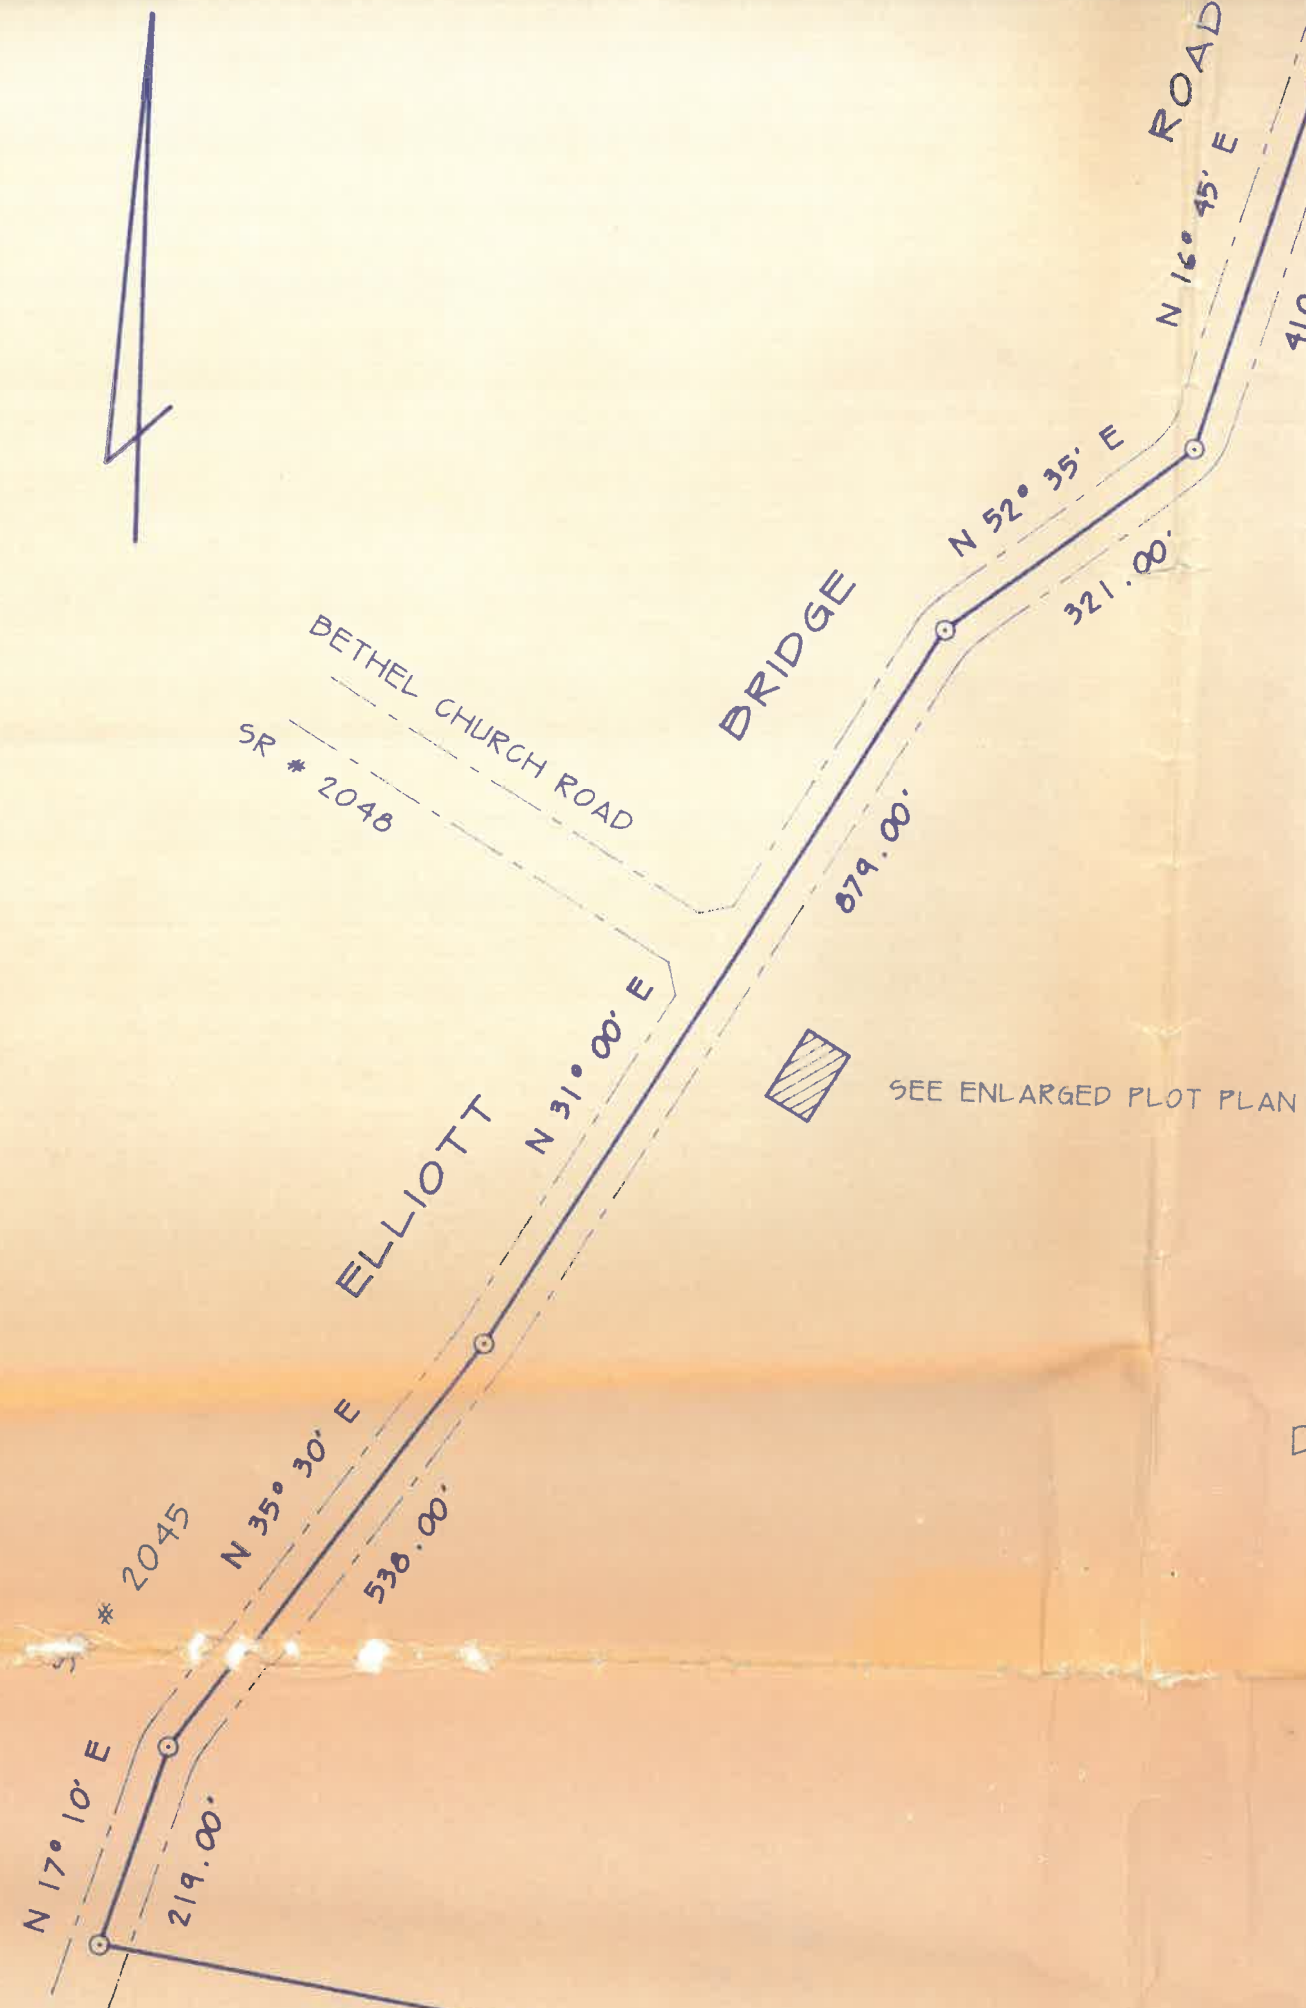 ROAD
N 16° 45' E
410
N 52° 35' E
321.00'
BRIDGE
BETHEL CHURCH ROAD
SR # 2048
879.00'
N 31° 00' E
SEE ENLARGED PLOT PLAN
ELLIOTT
N 35° 30' E
538.00'
# 2045
N 17° 10' E
219.00'